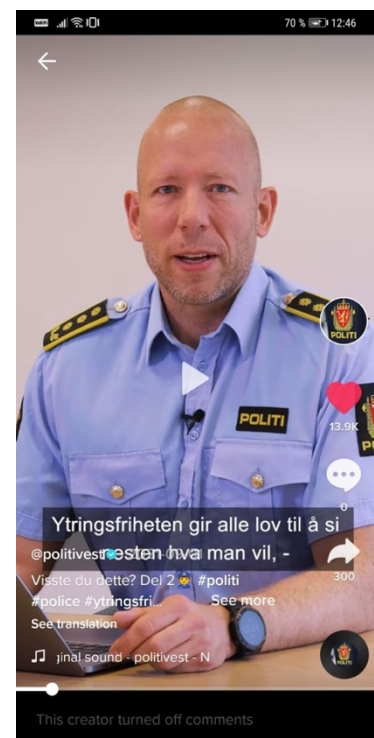 70 % 12:46
POLITI
13.9K
POLITI
0
Ytringsfriheten gir alle lov til å si
nesten hva man vil, -
@politivest
300
Visste du dette? Del 2 #politi
#police #ytringsfri... See more
See translation
ginal sound - politivest - N
This creator turned off comments